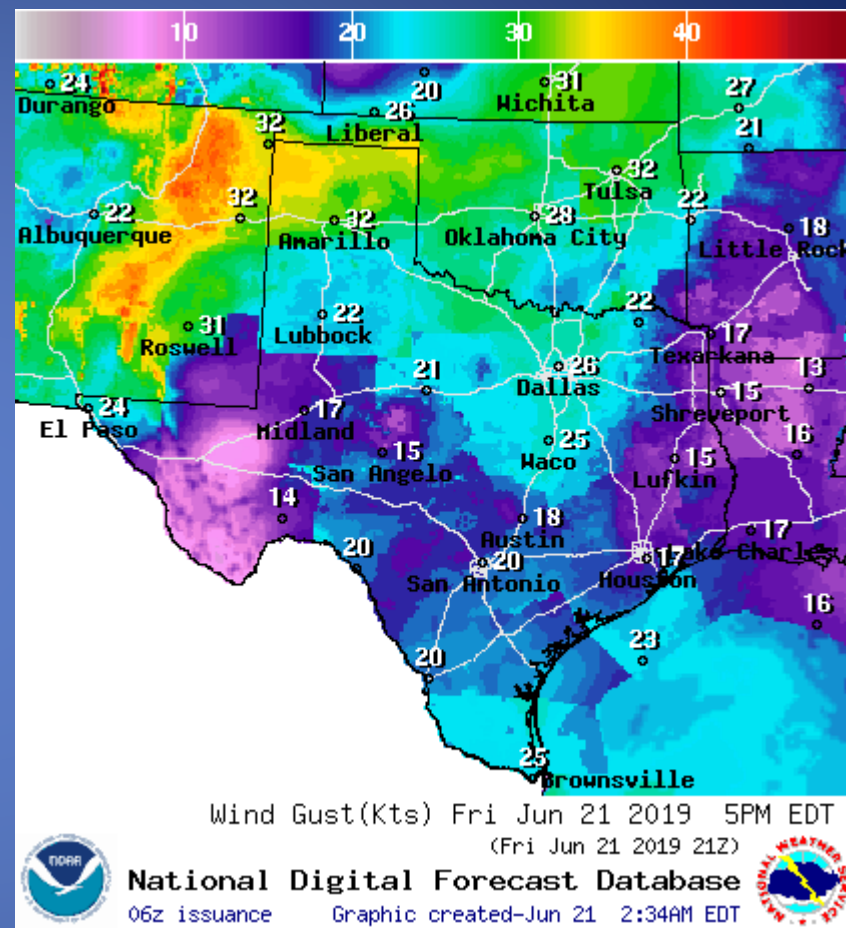 10 20 30 40
24 20 31 27
Durango Wichita
26
Liberal
32 21
32
Tulsa
22 32 32 28 22 18
Albuquerque Amarillo Oklahoma City Little Rock
31 22 22 17
Roswell Lubbock Texarkana
26 13
21 Dallas 15
24 17 Shreveport
El Paso Midland
25 16
15 Waco 15
San Angelo Lufkin
14 18 17
Austin Lake Charles
20 20 17
San Antonio Houston
16
23
20
25
Brownsville
Wind Gust(Kts) Fri Jun 21 2019 5PM EDT
(Fri Jun 21 2019 21Z)
National Digital Forecast Database
06z issuance Graphic created-Jun 21 2:34AM EDT
NOAA
NATIONAL WEATHER SERVICE